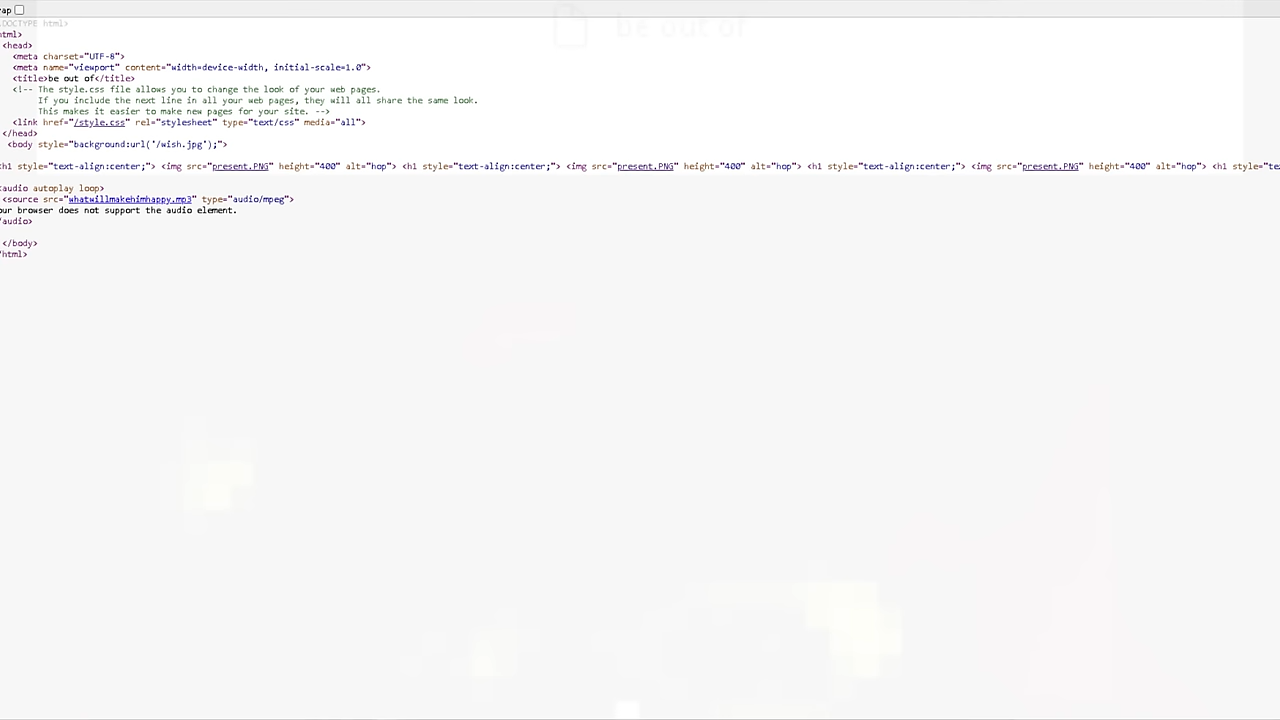 rap
be out of
DOCTYPE html>
html>
<head>
<meta charset="UTF-8">
<meta name="viewport" content="width=device-width, initial-scale=1.0">
<title>be out of</title>
<!-- The style.css file allows you to change the look of your web pages.
If you include the next line in all your web pages, they will all share the same look.
This makes it easier to make new pages for your site. -->
<link href="/style.css" rel="stylesheet" type="text/css" media="all">
</head>
<body style="background:url('/wish.jpg');">
<h1 style="text-align:center;"> <img src="present.PNG" height="400" alt="hop"> <h1 style="text-align:center;"> <img src="present.PNG" height="400" alt="hop"> <h1 style="text-align:center;"> <img src="present.PNG" height="400" alt="hop"> <h1 style="te
<audio autoplay loop>
<source src="whatwillmakehimhappy.mp3" type="audio/mpeg">
our browser does not support the audio element.
/audio>
</body>
/html>